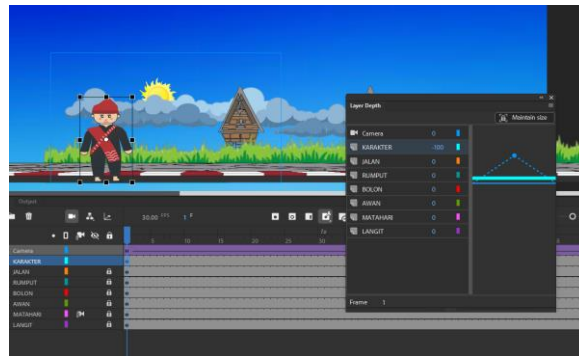 Layer Depth
Maintain size
Camera 0
KARAKTER -100
JALAN 0
RUMPUT 0
BOLON 0
AWAN 0
MATAHARI 0
LANGIT 0
Frame 1
Output
30.00 FPS 1 F
5 10 15 20 25 30
Camera
KARAKTER
JALAN
RUMPUT
BOLON
AWAN
MATAHARI
LANGIT